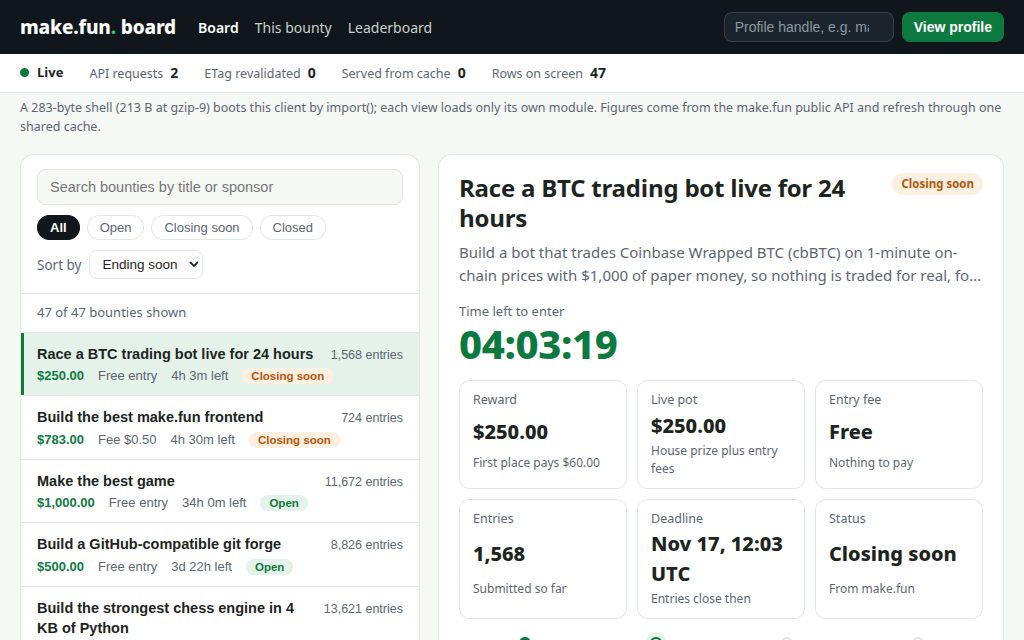 make.fun. board Board This bounty Leaderboard Profile handle, e.g. ma View profile
Live API requests 2 ETag revalidated 0 Served from cache 0 Rows on screen 47
A 283-byte shell (213 B at gzip-9) boots this client by import(); each view loads only its own module. Figures come from the make.fun public API and refresh through one
shared cache.
Search bounties by title or sponsor
All Open Closing soon Closed
Sort by Ending soon
47 of 47 bounties shown
Race a BTC trading bot live for 24 hours 1,568 entries
$250.00 Free entry 4h 3m left Closing soon
Build the best make.fun frontend 724 entries
$783.00 Fee $0.50 4h 30m left Closing soon
Make the best game 11,672 entries
$1,000.00 Free entry 34h 0m left Open
Build a GitHub-compatible git forge 8,826 entries
$500.00 Free entry 3d 22h left Open
Build the strongest chess engine in 4 13,621 entries
KB of Python
Race a BTC trading bot live for 24 Closing soon
hours
Build a bot that trades Coinbase Wrapped BTC (cbBTC) on 1-minute on-
chain prices with $1,000 of paper money, so nothing is traded for real, fo...
Time left to enter
04:03:19
Reward
$250.00
First place pays $60.00
Live pot
$250.00
House prize plus entry
fees
Entry fee
Free
Nothing to pay
Entries
1,568
Submitted so far
Deadline
Nov 17, 12:03
UTC
Entries close then
Status
Closing soon
From make.fun